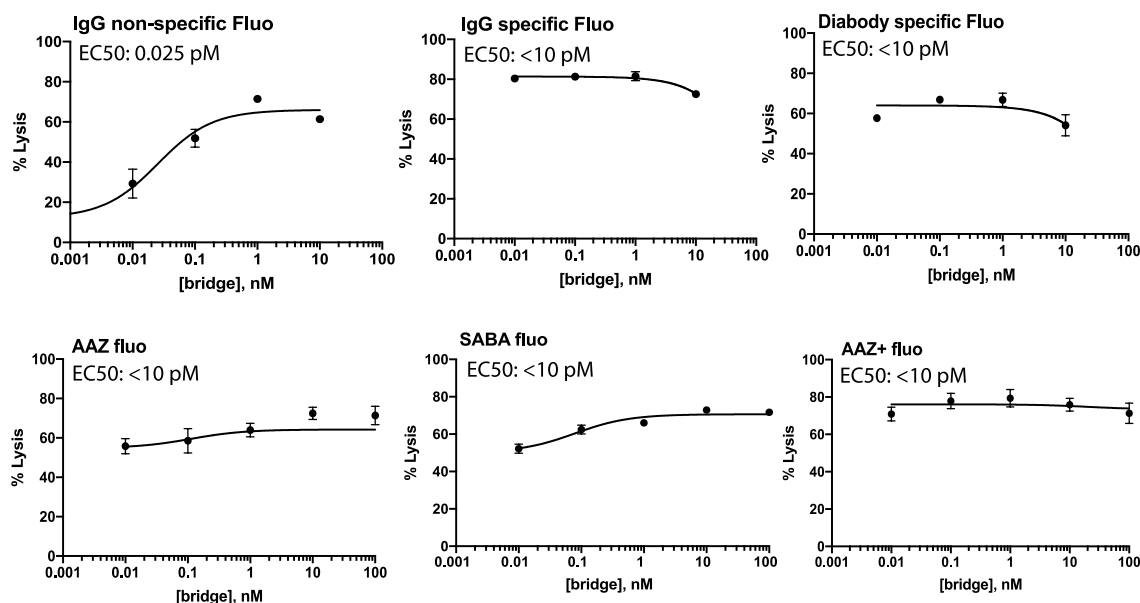 IgG non-specific Fluo
EC50: 0.025 pM
100
80
60
40
20
0
% Lysis
0.001 0.01 0.1 1 10 100
[bridge], nM
IgG specific Fluo
EC50: <10 pM
100
80
60
40
20
0
% Lysis
0.001 0.01 0.1 1 10 100
[bridge], nM
Diabody specific Fluo
EC50: <10 pM
100
80
60
40
20
0
% Lysis
0.001 0.01 0.1 1 10 100
[bridge], nM
AAZ fluo
EC50: <10 pM
100
80
60
40
20
0
% Lysis
0.001 0.01 0.1 1 10 100
[bridge], nM
SABA fluo
EC50: <10 pM
100
80
60
40
20
0
% Lysis
0.001 0.01 0.1 1 10 100
[bridge], nM
AAZ+ fluo
EC50: <10 pM
100
80
60
40
20
0
% Lysis
0.001 0.01 0.1 1 10 100
[bridge], nM